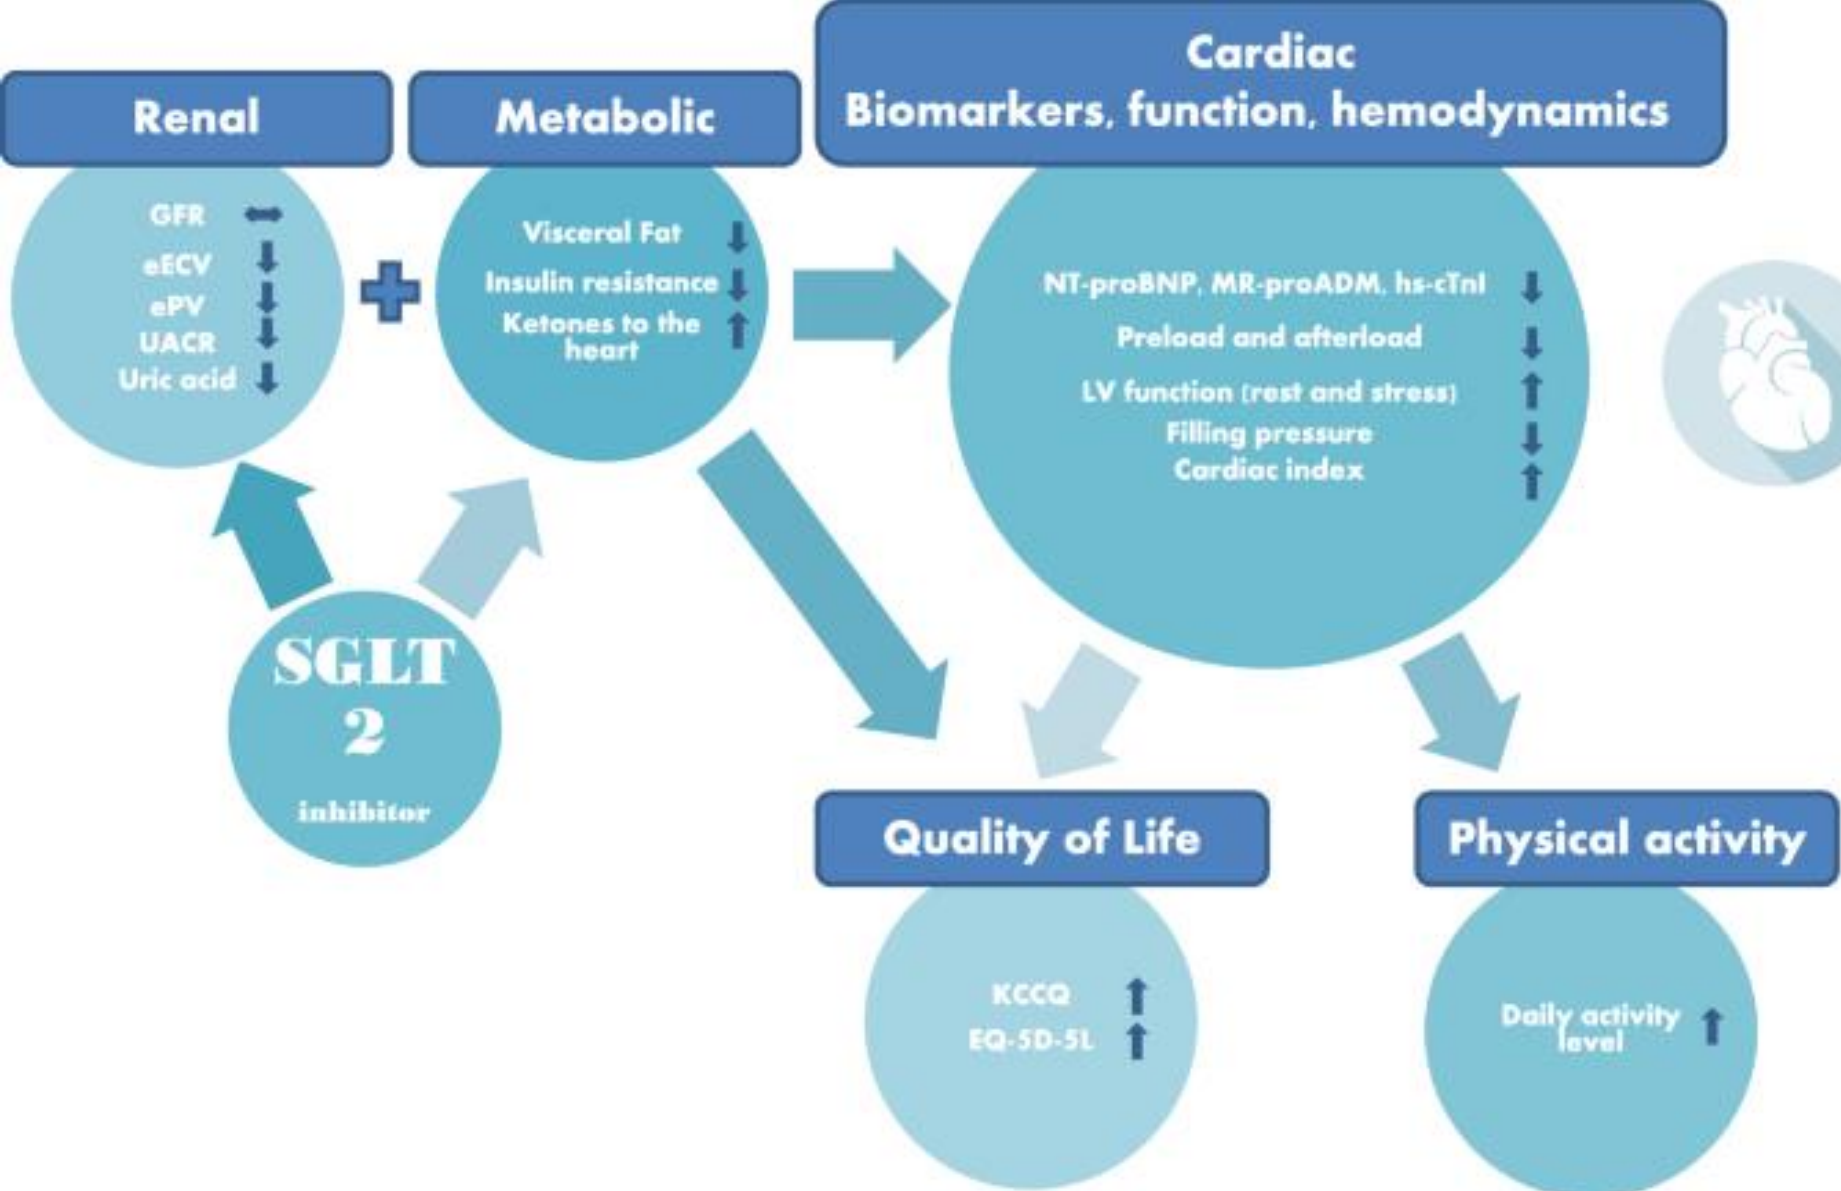 Renal
GFR
eECV
ePV
UACR
Uric acid
Metabolic
Visceral Fat
Insulin resistance
Ketones to the
heart
Cardiac
Biomarkers, function, hemodynamics
NT-proBNP, MR-proADM, hs-cTnI
Preload and afterload
LV function (rest and stress)
Filling pressure
Cardiac index
SGLT
2
inhibitor
Quality of Life
KCCQ
EQ-5D-5L
Physical activity
Daily activity
level